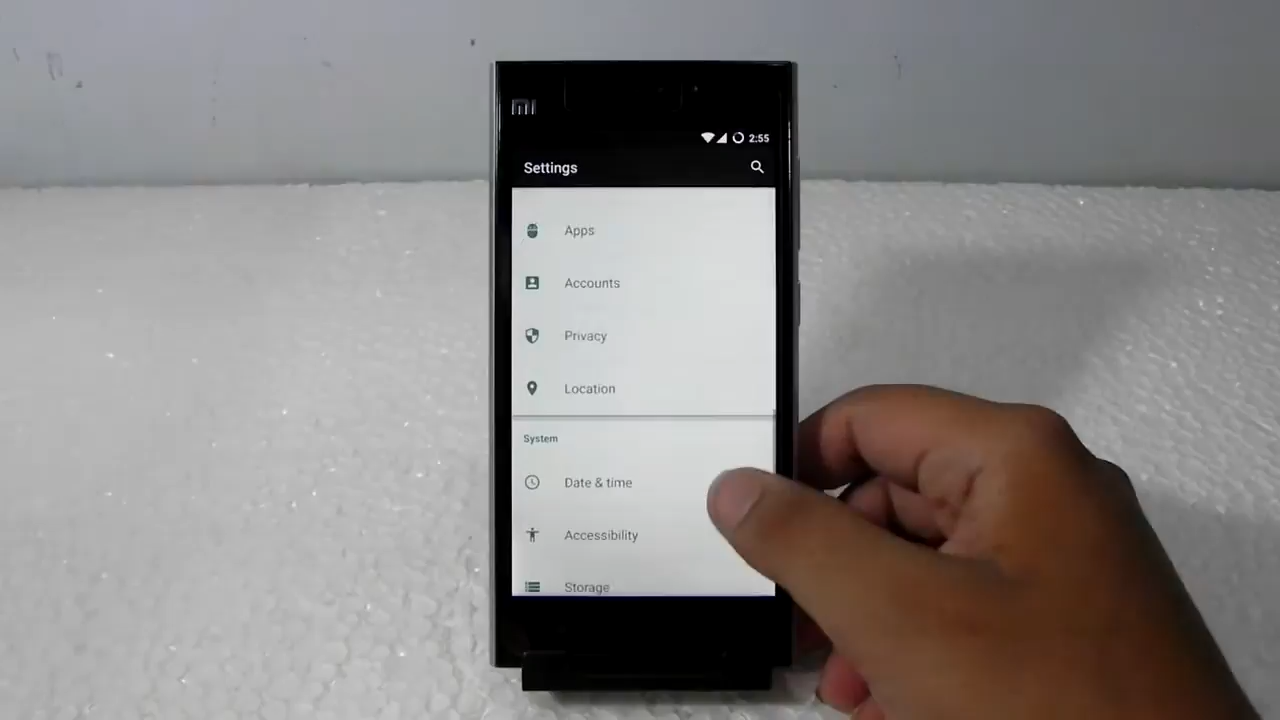 mi
2:55
Settings
Apps
Accounts
Privacy
Location
System
Date & time
Accessibility
Storage